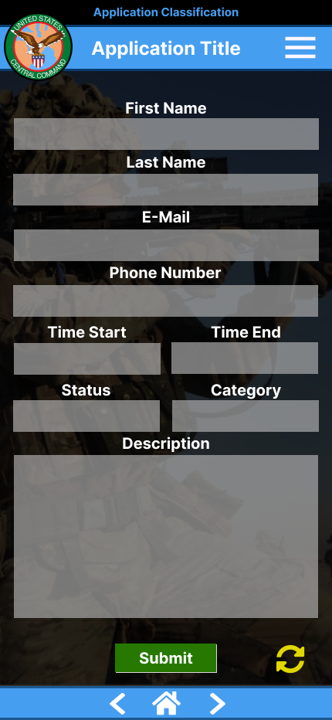 Application Classification
UNITED STATES
CENTRAL COMMAND
Application Title
First Name
Last Name
E-Mail
Phone Number
Time Start Time End
Status Category
Description
Submit